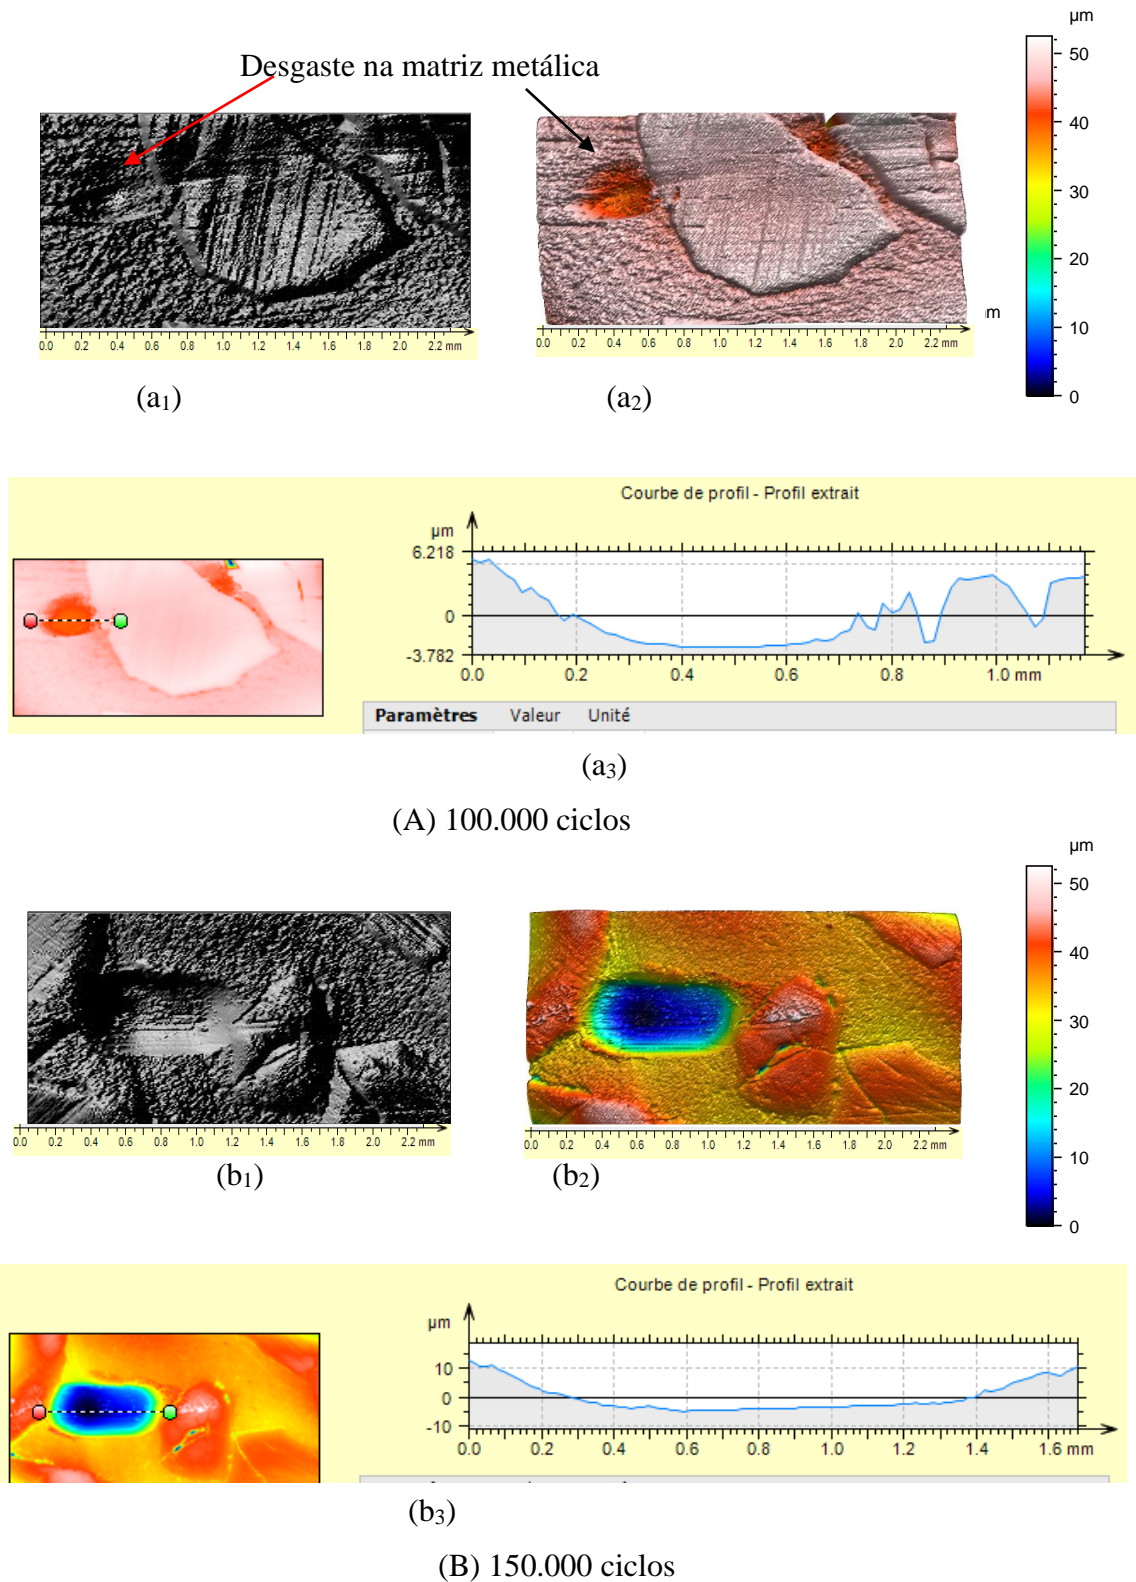 µm
50
40
30
20
10
0
Desgaste na matriz metálica
0.0 0.2 0.4 0.6 0.8 1.0 1.2 1.4 1.6 1.8 2.0 2.2 mm
0.0 0.2 0.4 0.6 0.8 1.0 1.2 1.4 1.6 1.8 2.0 2.2 mm
m
(a₁)
(a₂)
Courbe de profil - Profil extrait
µm
6.218
0
-3.782
0.0 0.2 0.4 0.6 0.8 1.0 mm
Paramètres Valeur Unité
(a₃)
(A) 100.000 ciclos
µm
50
40
30
20
10
0
0.0 0.2 0.4 0.6 0.8 1.0 1.2 1.4 1.6 1.8 2.0 2.2 mm
0.0 0.2 0.4 0.6 0.8 1.0 1.2 1.4 1.6 1.8 2.0 2.2 mm
(b₁)
(b₂)
Courbe de profil - Profil extrait
µm
10
0
-10
0.0 0.2 0.4 0.6 0.8 1.0 1.2 1.4 1.6 mm
(b₃)
(B) 150.000 ciclos